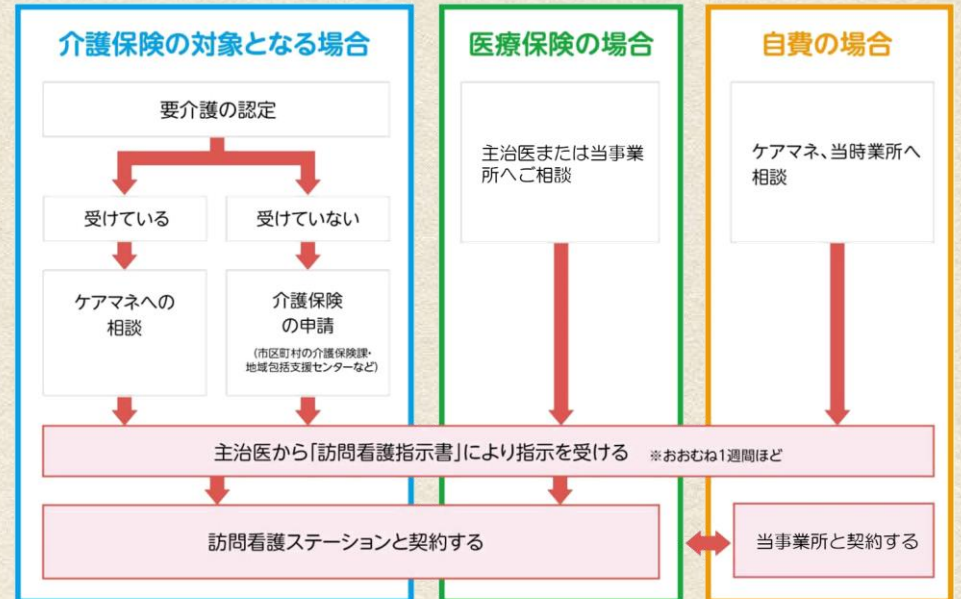 介護保険の対象となる場合
要介護の認定
受けている
受けていない
ケアマネへの
相談
介護保険
の申請
(市区町村の介護保険課・
地域包括支援センターなど)
医療保険の場合
主治医または当事業
所へご相談
自費の場合
ケアマネ、当時業所へ
相談
主治医から「訪問看護指示書」により指示を受ける ※おおむね1週間ほど
訪問看護ステーションと契約する
当事業所と契約する